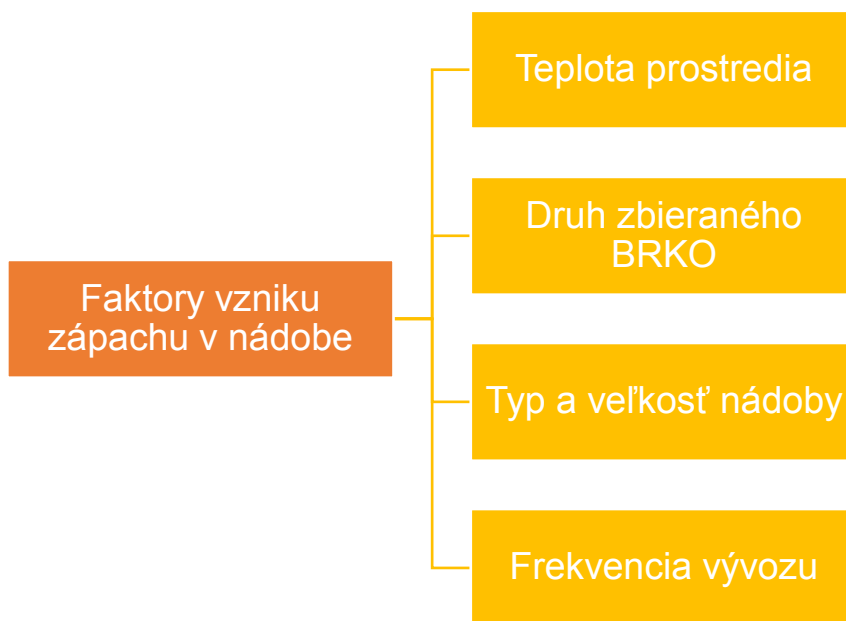 Teplota prostredia
Druh zbieraného
BRKO
Faktory vzniku
zápachu v nádobe
Typ a veľkosť nádoby
Frekvencia vývozu